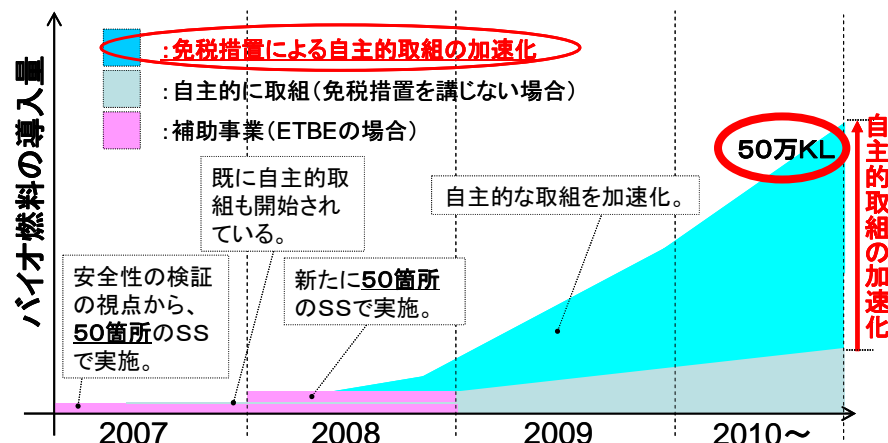 :免税措置による自主的取組の加速化
:自主的に取組(免税措置を講じない場合)
:補助事業(ETBEの場合)
バイオ燃料の導入量
50万KL
自主的取組の加速化
既に自主的取
組も開始され
ている。
自主的な取組を加速化。
安全性の検証
の視点から、
50箇所のSS
で実施。
新たに50箇所
のSSで実施。
2007
2008
2009
2010~